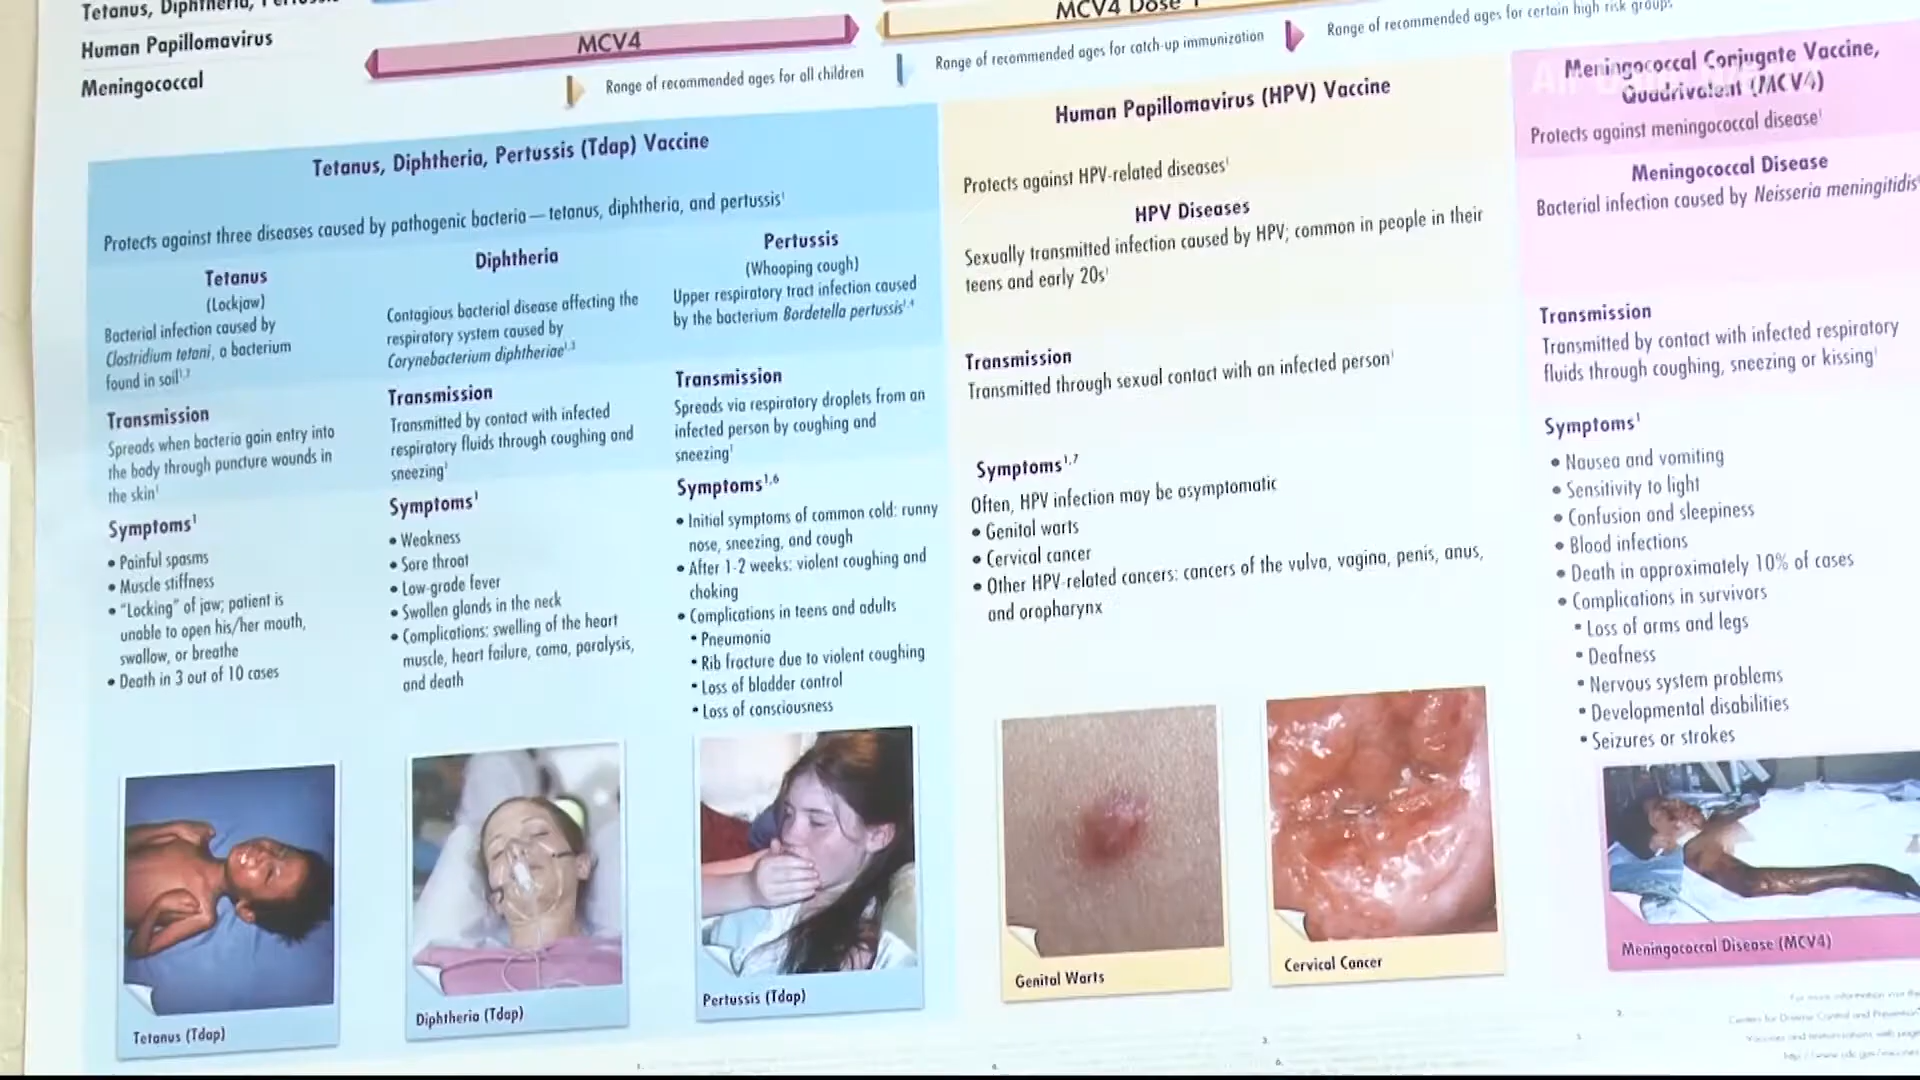 Tetanus, Diphtheria, Pertussis
Human Papillomavirus
Meningococcal
MCV4
MCV4 Dose 1
Range of recommended ages for all children
Range of recommended ages for catch-up immunization
Range of recommended ages for certain high risk groups
Tetanus, Diphtheria, Pertussis (Tdap) Vaccine
Protects against three diseases caused by pathogenic bacteria — tetanus, diphtheria, and pertussis¹
Tetanus
(Lockjaw)
Bacterial infection caused by
Clostridium tetani, a bacterium
found in soil
Transmission
Spreads when bacteria gain entry into
the body through puncture wounds in
the skin¹
Symptoms¹
• Painful spasms
• Muscle stiffness
• "Locking" of jaw; patient is
unable to open his/her mouth,
swallow, or breathe
• Death in 3 out of 10 cases
Tetanus (Tdap)
Diphtheria
Contagious bacterial disease affecting the
respiratory system caused by
Corynebacterium diphtheriae
Transmission
Transmitted by contact with infected
respiratory fluids through coughing and
sneezing¹
Symptoms¹
• Weakness
• Sore throat
• Low-grade fever
• Swollen glands in the neck
• Complications: swelling of the heart
muscle, heart failure, coma, paralysis,
and death
Diphtheria (Tdap)
Pertussis
(Whooping cough)
Upper respiratory tract infection caused
by the bacterium Bordetella pertussis¹,⁴
Transmission
Spreads via respiratory droplets from an
infected person by coughing and
sneezing¹
Symptoms¹,⁶
• Initial symptoms of common cold: runny
nose, sneezing, and cough
• After 1-2 weeks: violent coughing and
choking
• Complications in teens and adults
• Pneumonia
• Rib fracture due to violent coughing
• Loss of bladder control
• Loss of consciousness
Pertussis (Tdap)
Human Papillomavirus (HPV) Vaccine
Protects against HPV-related diseases¹
HPV Diseases
Sexually transmitted infection caused by HPV; common in people in their
teens and early 20s¹
Transmission
Transmitted through sexual contact with an infected person¹
Symptoms¹,⁷
Often, HPV infection may be asymptomatic
• Genital warts
• Cervical cancer
• Other HPV-related cancers: cancers of the vulva, vagina, penis, anus,
and oropharynx
Genital Warts
Cervical Cancer
Meningococcal Conjugate Vaccine,
Quadrivalent (MCV4)
Protects against meningococcal disease¹
Meningococcal Disease
Bacterial infection caused by Neisseria meningitidis
Transmission
Transmitted by contact with infected respiratory
fluids through coughing, sneezing or kissing¹
Symptoms¹
• Nausea and vomiting
• Sensitivity to light
• Confusion and sleepiness
• Blood infections
• Death in approximately 10% of cases
• Complications in survivors
• Loss of arms and legs
• Deafness
• Nervous system problems
• Developmental disabilities
• Seizures or strokes
Meningococcal Disease (MCV4)
For more information visit the
Centers for Disease Control and Prevention